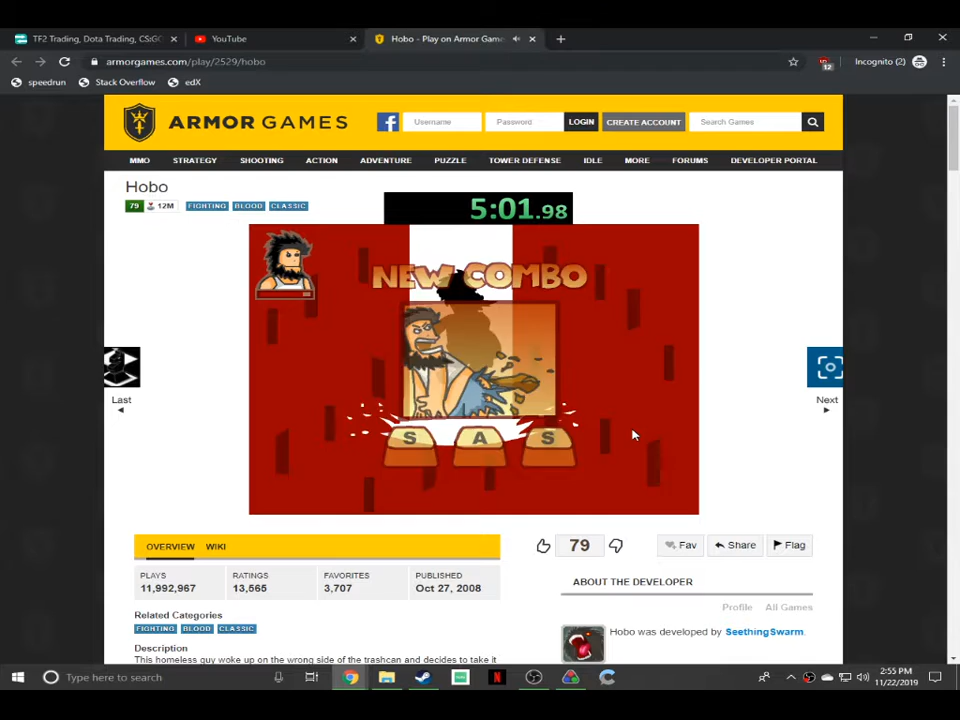 TF2 Trading, Dota Trading, CS:GO
YouTube
Hobo - Play on Armor Game
armorgames.com/play/2529/hobo
12
Incognito (2)
speedrun
Stack Overflow
edX
ARMOR GAMES
Username
Password
LOGIN
CREATE ACCOUNT
Search Games
MMO
STRATEGY
SHOOTING
ACTION
ADVENTURE
PUZZLE
TOWER DEFENSE
IDLE
MORE
FORUMS
DEVELOPER PORTAL
Hobo
79
12M
FIGHTING
BLOOD
CLASSIC
5:01.98
NEW COMBO
Last
Next
S A S
OVERVIEW
WIKI
79
Fav
Share
Flag
PLAYS
RATINGS
FAVORITES
PUBLISHED
11,992,967
13,565
3,707
Oct 27, 2008
ABOUT THE DEVELOPER
Profile
All Games
Related Categories
FIGHTING
BLOOD
CLASSIC
Hobo was developed by SeethingSwarm.
Description
This homeless guy woke up on the wrong side of the trashcan and decides to take it
Type here to search
2:55 PM
11/22/2019